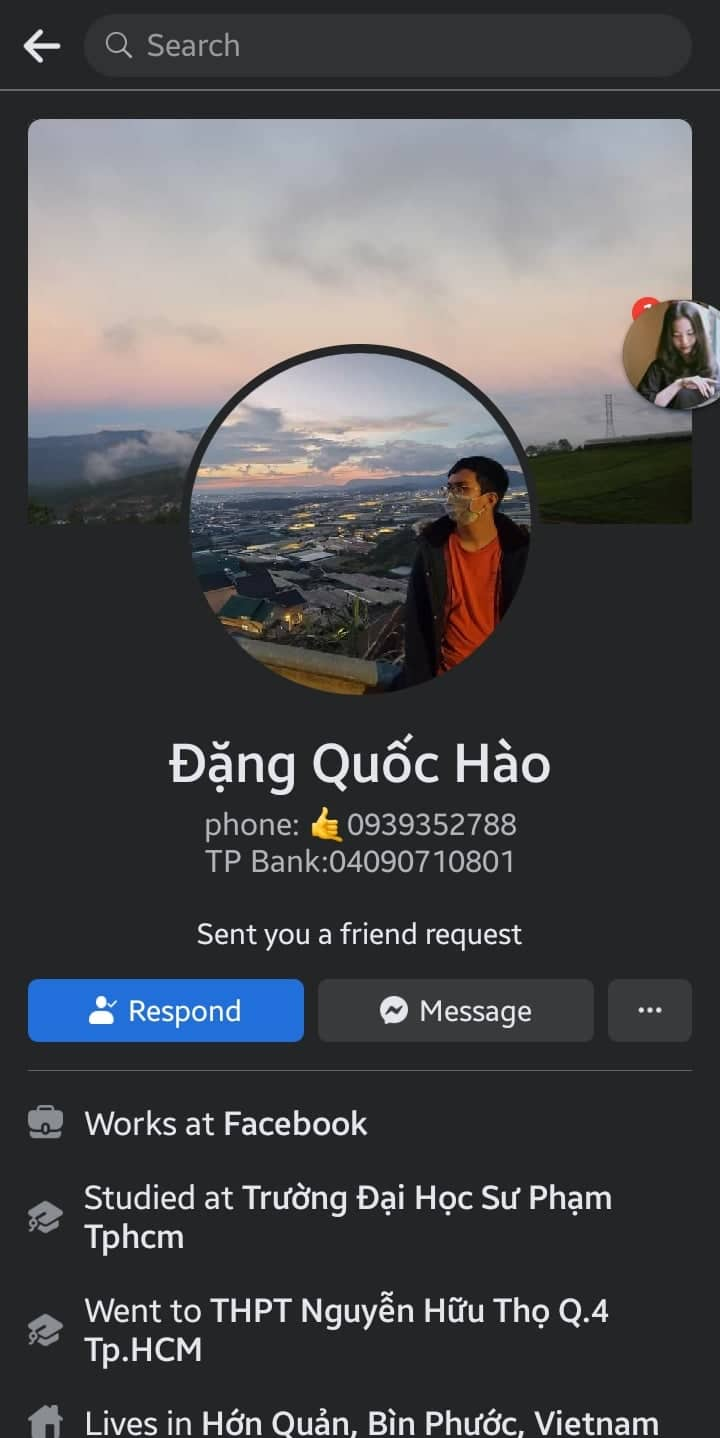 Search
Đặng Quốc Hào
phone: 🤙0939352788
TP Bank:04090710801
Sent you a friend request
Respond
Message
Works at Facebook
Studied at Trường Đại Học Sư Phạm
Tphcm
Went to THPT Nguyễn Hữu Thọ Q.4
Tp.HCM
Lives in Hớn Quản, Bìn Phước, Vietnam